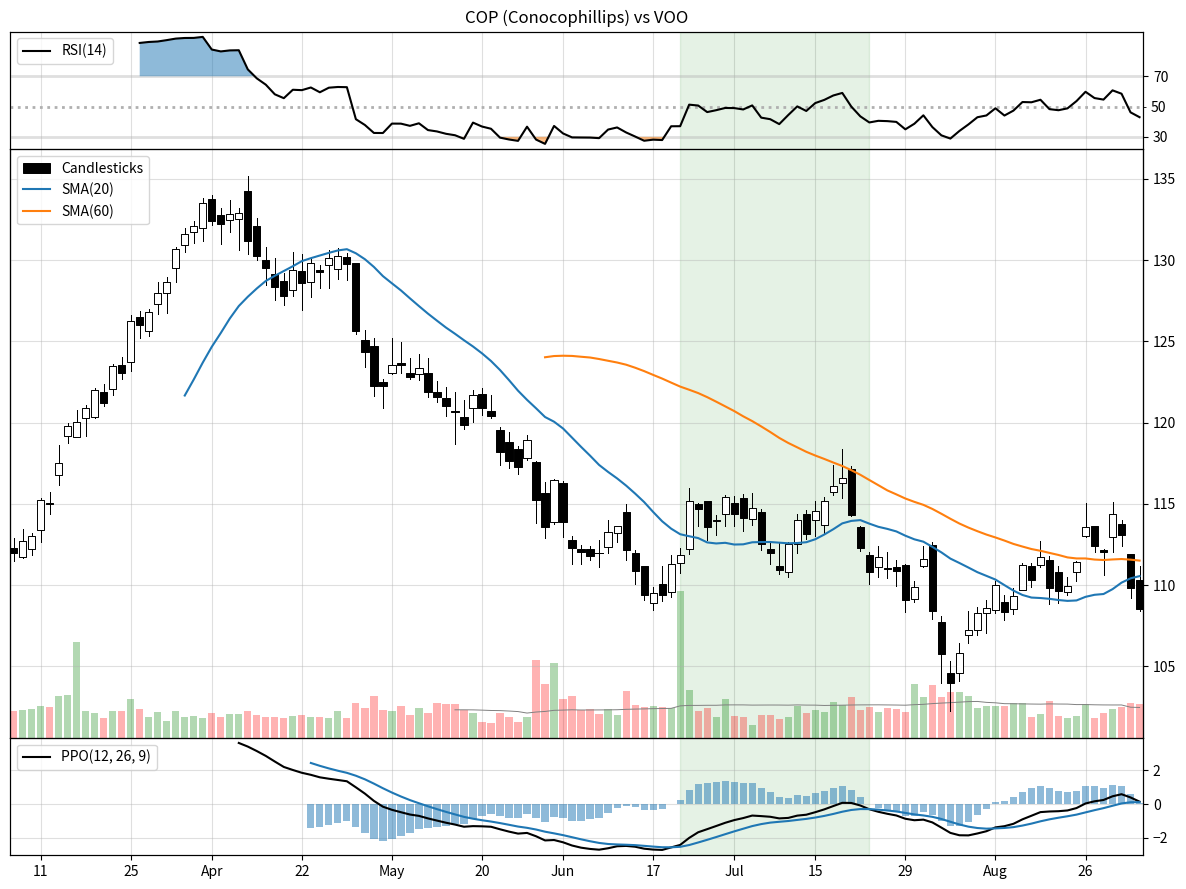 COP (Conocophillips) vs VOO
RSI(14)
70
50
30
Candlesticks
SMA(20)
SMA(60)
135
130
125
120
115
110
105
PPO(12, 26, 9)
2
0
−2
11 25 Apr 22 May 20 Jun 17 Jul 15 29 Aug 26